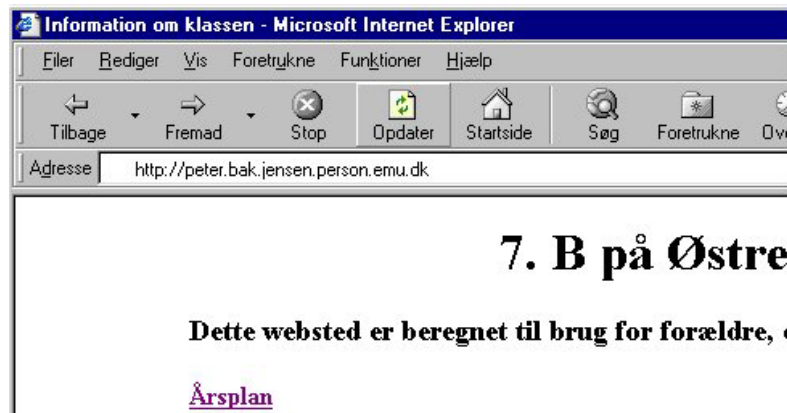 Information om klassen - Microsoft Internet Explorer
Filer Rediger Vis Foretrukne Funktioner Hjælp
Tilbage Fremad Stop Opdater Startside Søg Foretrukne
Adresse http://peter.bak.jensen.person.emu.dk
7. B på Østre
Dette websted er beregnet til brug for forældre,
Årsplan